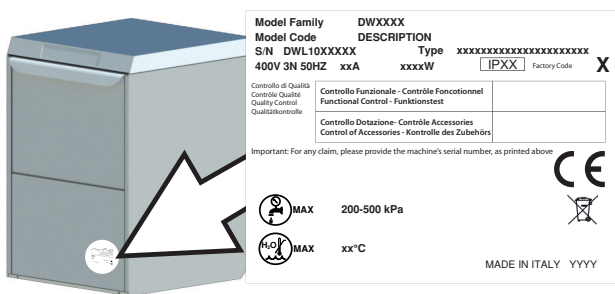 Model Family DWXXXX
Model Code DESCRIPTION
S/N DWL10XXXXX Type xxxxxxxxxxxxxxxxxxxxxx
400V 3N 50HZ xxA xxxxW IPXX Factory Code X
Controllo di Qualità
Contrôle Qualité
Quality Control
Qualitätkontrolle
Controllo Funzionale - Contrôle Foncotionnel
Functional Control - Funktionstest
Controllo Dotazione- Contrôle Accessories
Control of Accessories - Kontrolle des Zubehörs
Important: For any claim, please provide the machine's serial number, as printed above
CE
MAX 200-500 kPa
H₂O MAX xx°C
MADE IN ITALY YYYY